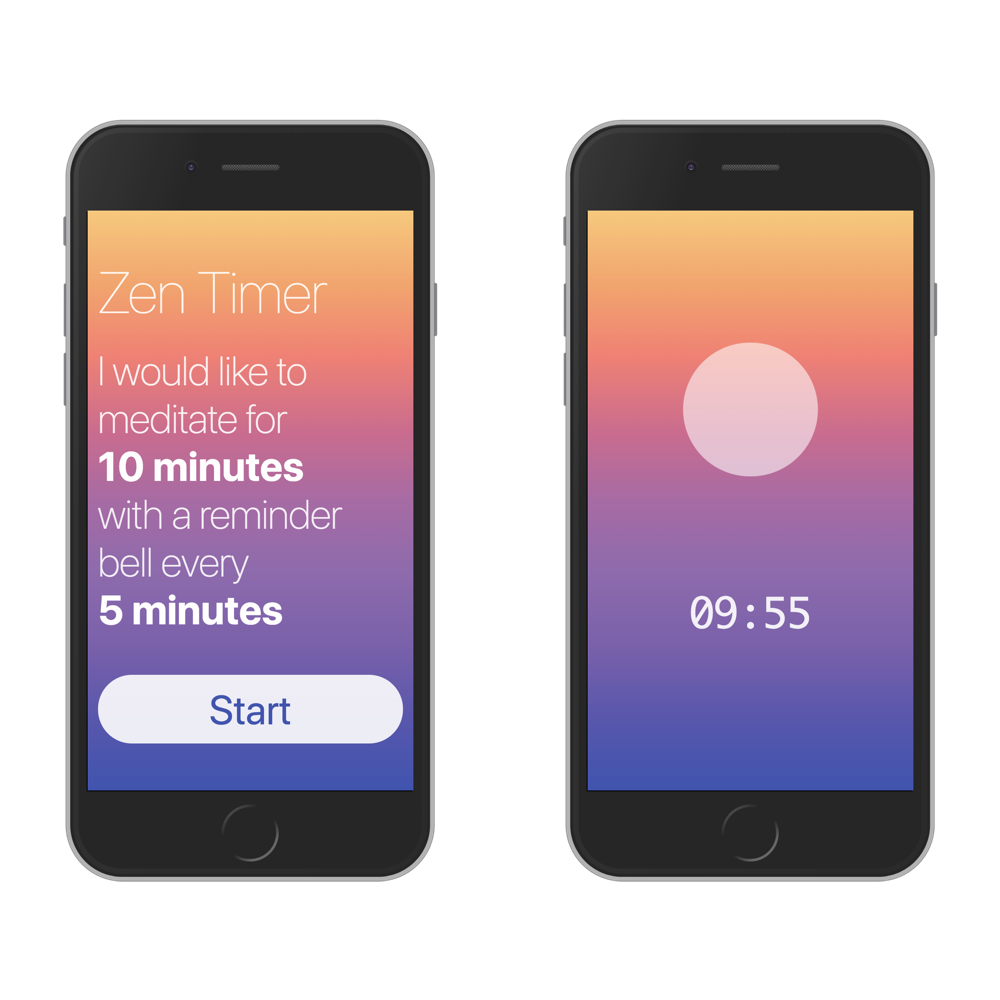 Zen Timer
I would like to
meditate for
10 minutes
with a reminder
bell every
5 minutes
Start
09:55